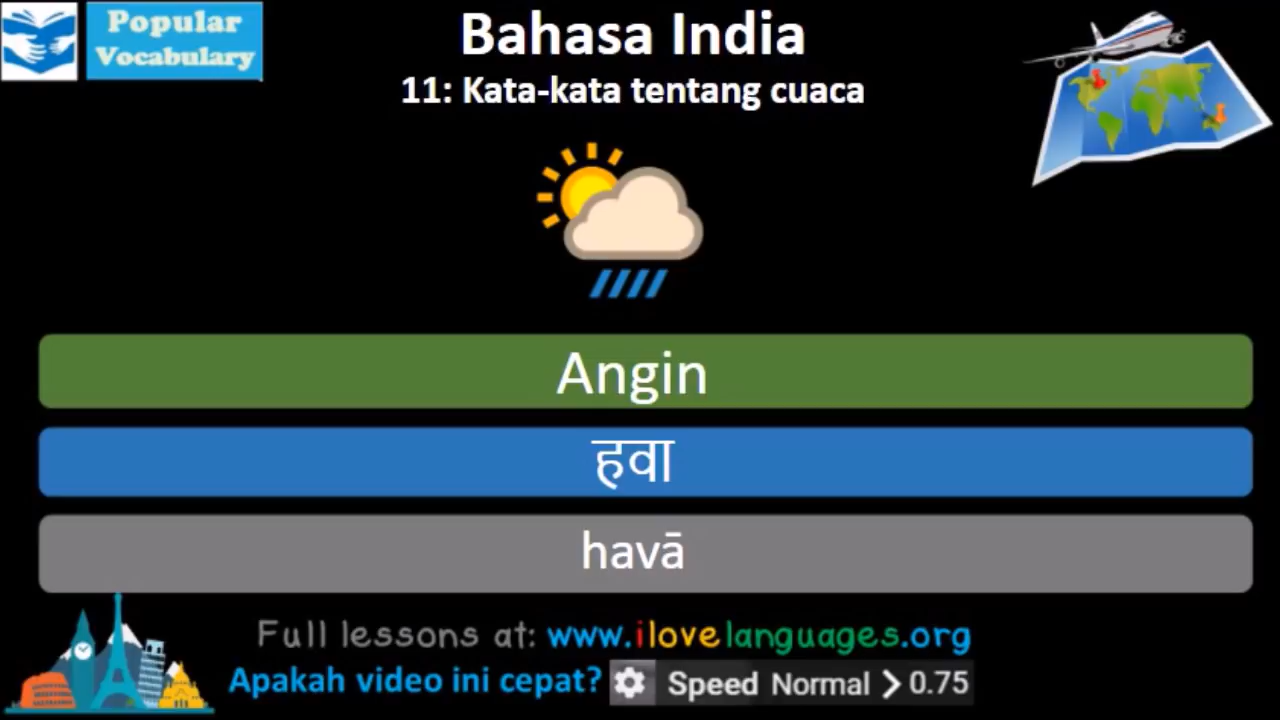 Popular
Vocabulary
Bahasa India
11: Kata-kata tentang cuaca
Angin
हवा
havā
Full lessons at: www.ilovelanguages.org
Apakah video ini cepat? Speed Normal > 0.75